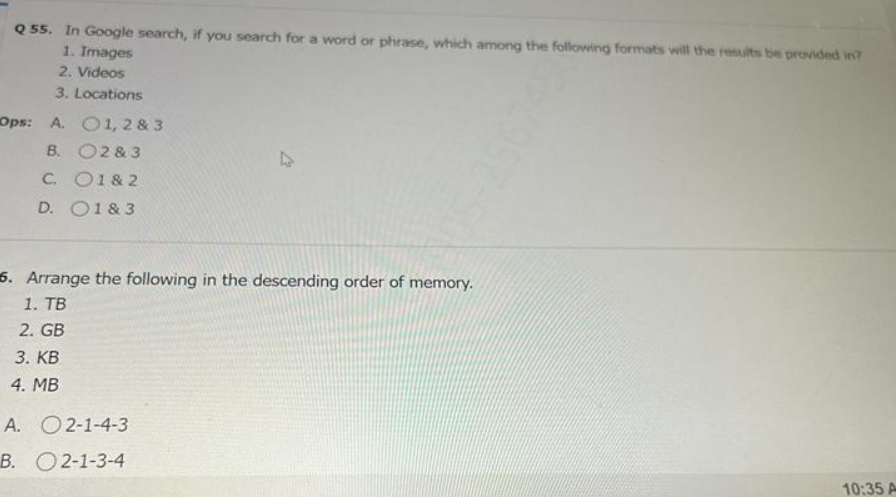 Q 55. In Google search, if you search for a word or phrase, which among the following formats will the results be provided in?
1. Images
2. Videos
3. Locations
Ops: A. 1, 2 & 3
B. 2 & 3
C. 1 & 2
D. 1 & 3
6. Arrange the following in the descending order of memory.
1. TB
2. GB
3. KB
4. MB
A. 2-1-4-3
B. 2-1-3-4
10:35